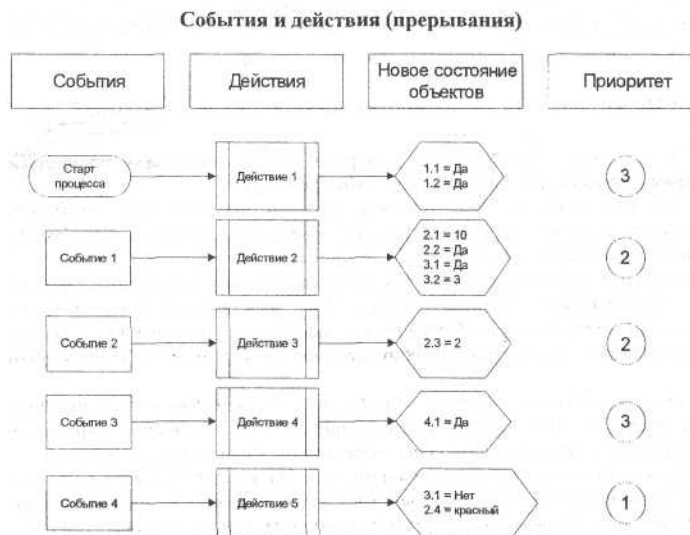 События и действия (прерывания)
События
Действия
Новое состояние
объектов
Приоритет
Старт
процесса
Действие 1
1.1 = Да
1.2 = Да
3
Событие 1
Действие 2
2.1 = 10
2.2 = Да
3.1 = Да
3.2 = 3
2
Событие 2
Действие 3
2.3 = 2
2
Событие 3
Действие 4
4.1 = Да
3
Событие 4
Действие 5
3.1 = Нет
2.4 = красный
1